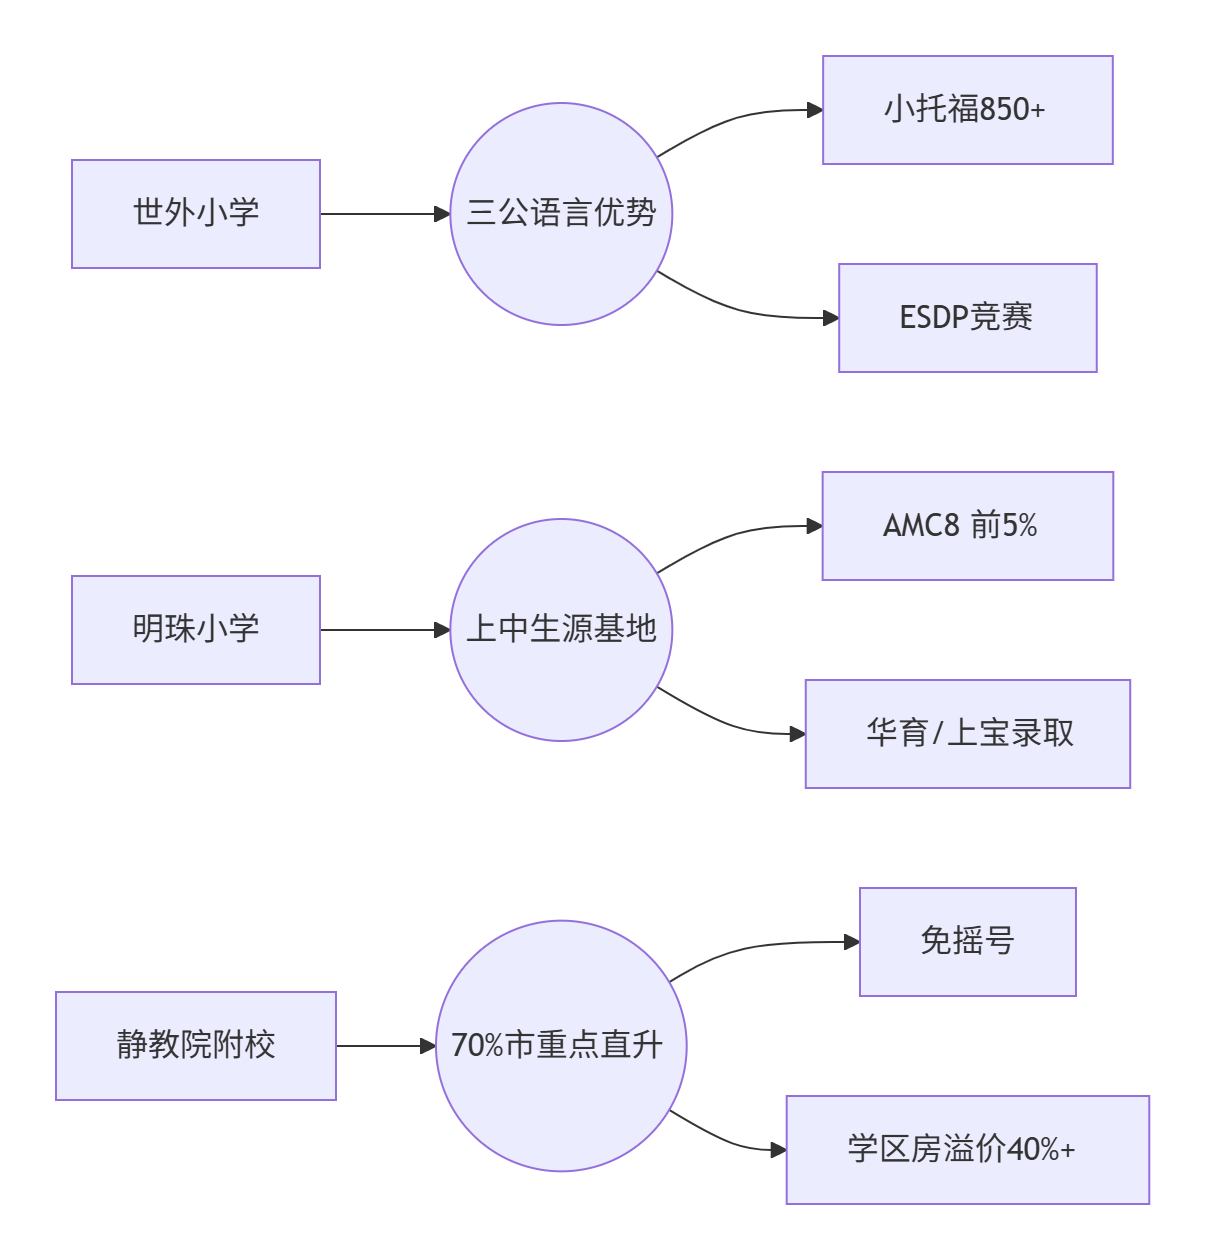 世外小学
三公语言优势
小托福850+
ESDP竞赛
明珠小学
上中生源基地
AMC8 前5%
华育/上宝录取
静教院附校
70%市重点直升
免摇号
学区房溢价40%+